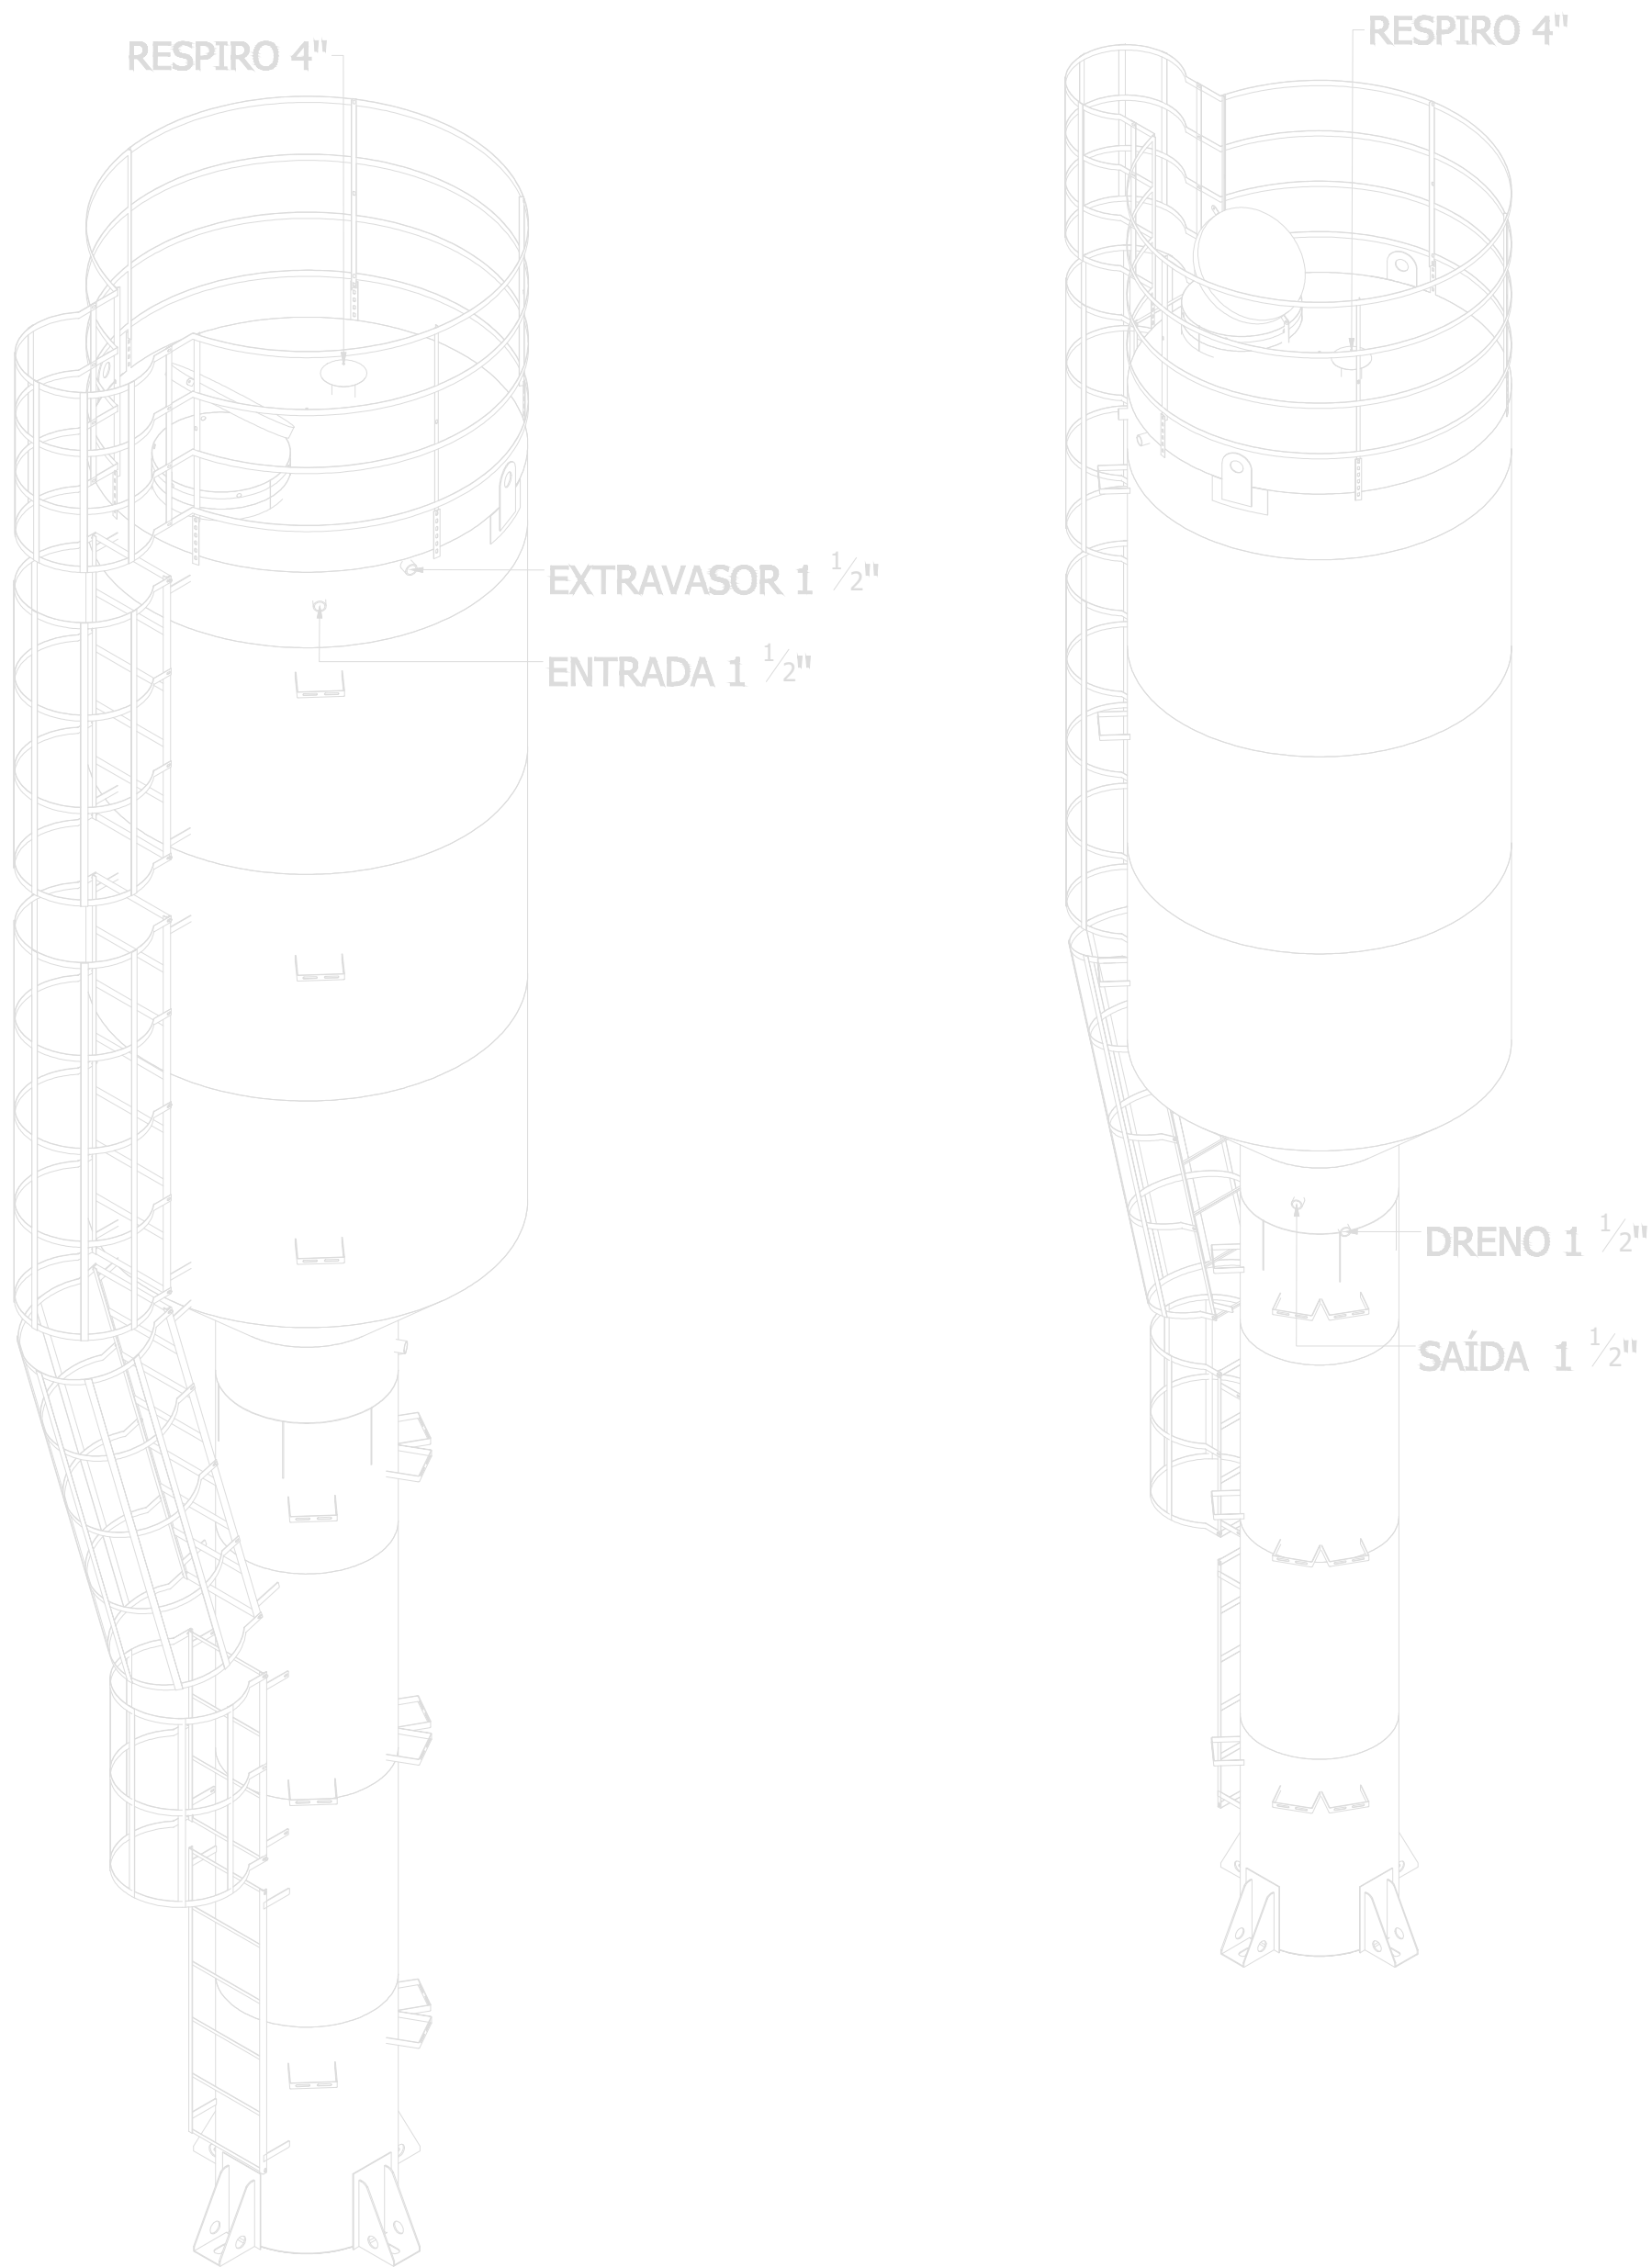 RESPIRO 4"
RESPIRO 4"
EXTRAVASOR 1 1/2"
ENTRADA 1 1/2"
DRENO 1 1/2"
SAÍDA 1 1/2"